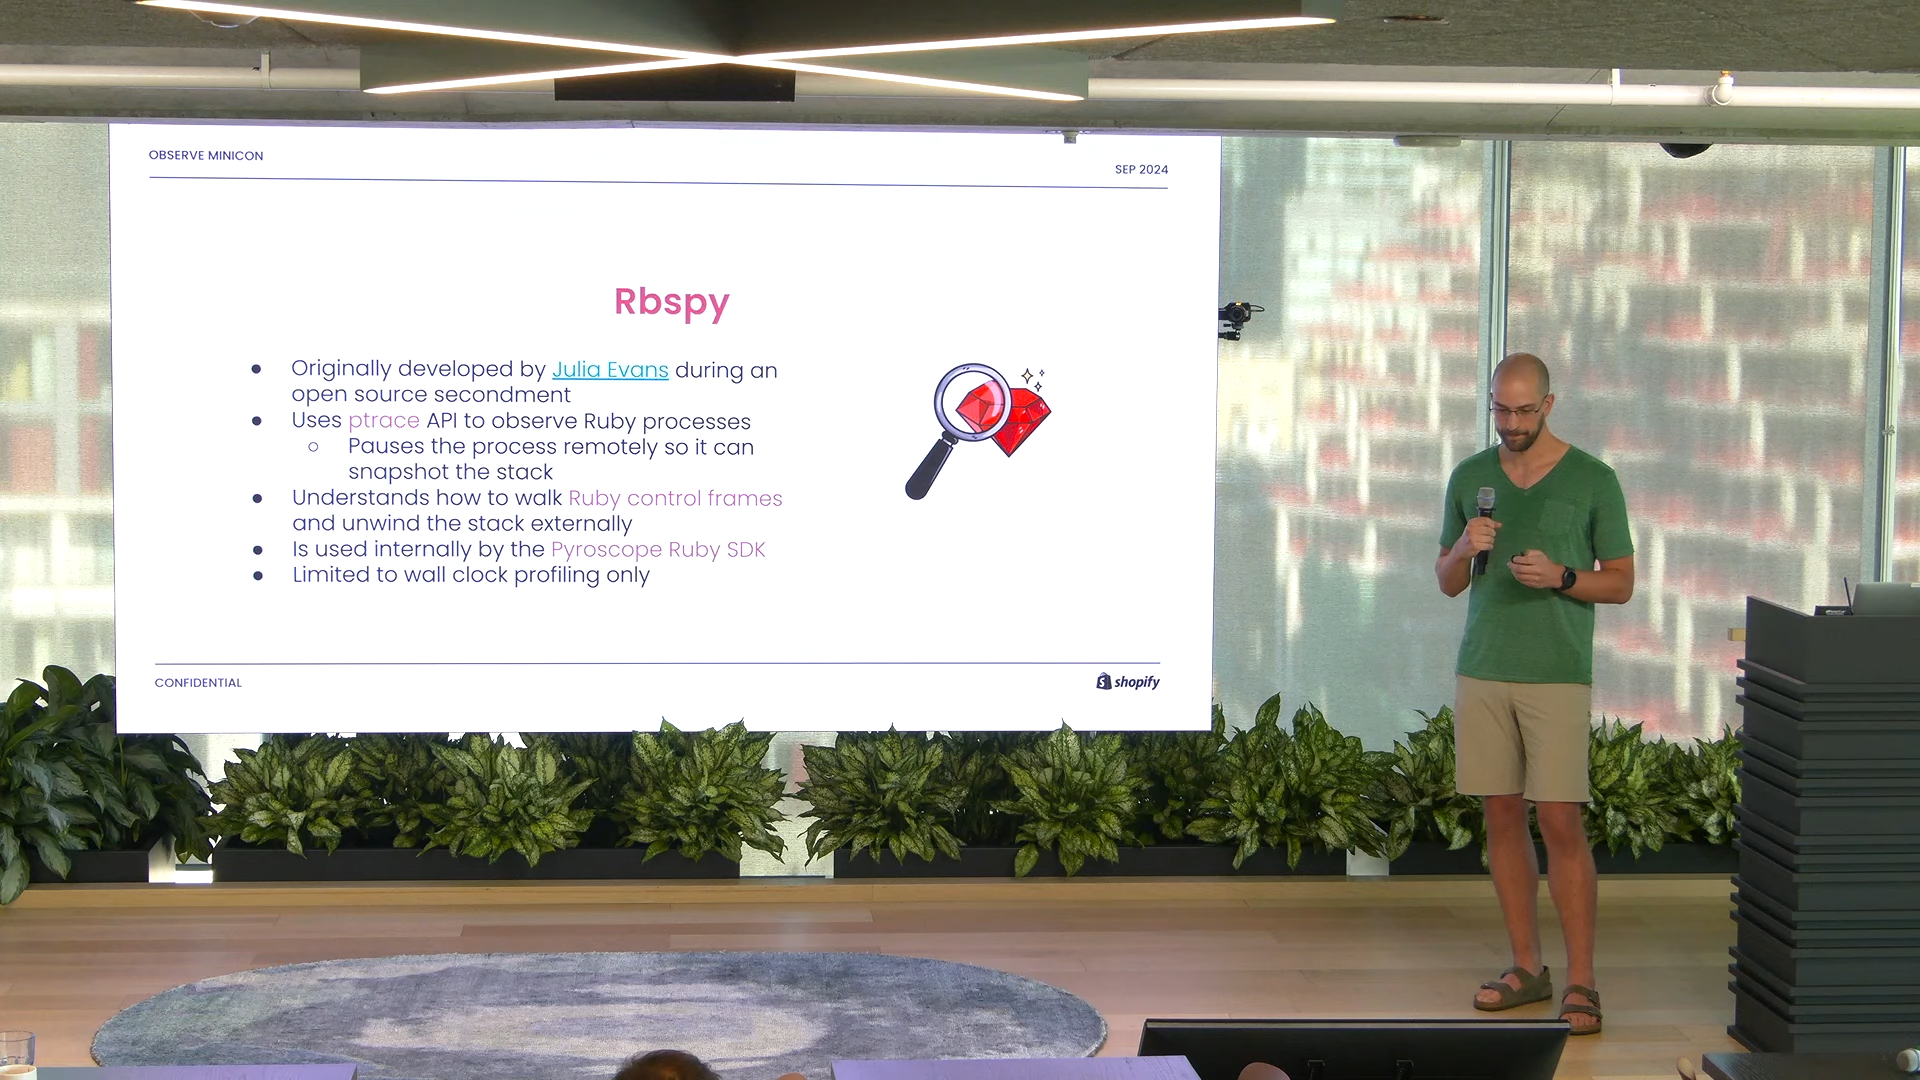 OBSERVE MINICON
SEP 2024
Rbspy
● Originally developed by Julia Evans during an
open source secondment
● Uses ptrace API to observe Ruby processes
○ Pauses the process remotely so it can
snapshot the stack
● Understands how to walk Ruby control frames
and unwind the stack externally
● Is used internally by the Pyroscope Ruby SDK
● Limited to wall clock profiling only
CONFIDENTIAL
shopify